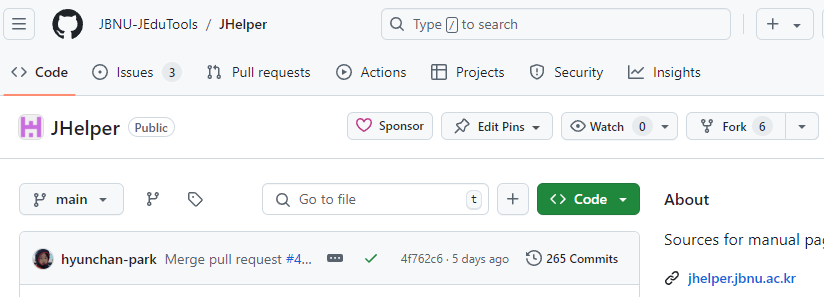 JBNU-JEduTools / JHelper
Type / to search
Code Issues 3 Pull requests Actions Projects Security Insights
JHelper Public Sponsor Edit Pins Watch 0 Fork 6
main Go to file t Code About
hyunchan-park Merge pull request #4... 4f762c6 · 5 days ago 265 Commits
Sources for manual pag
jhelper.jbnu.ac.kr